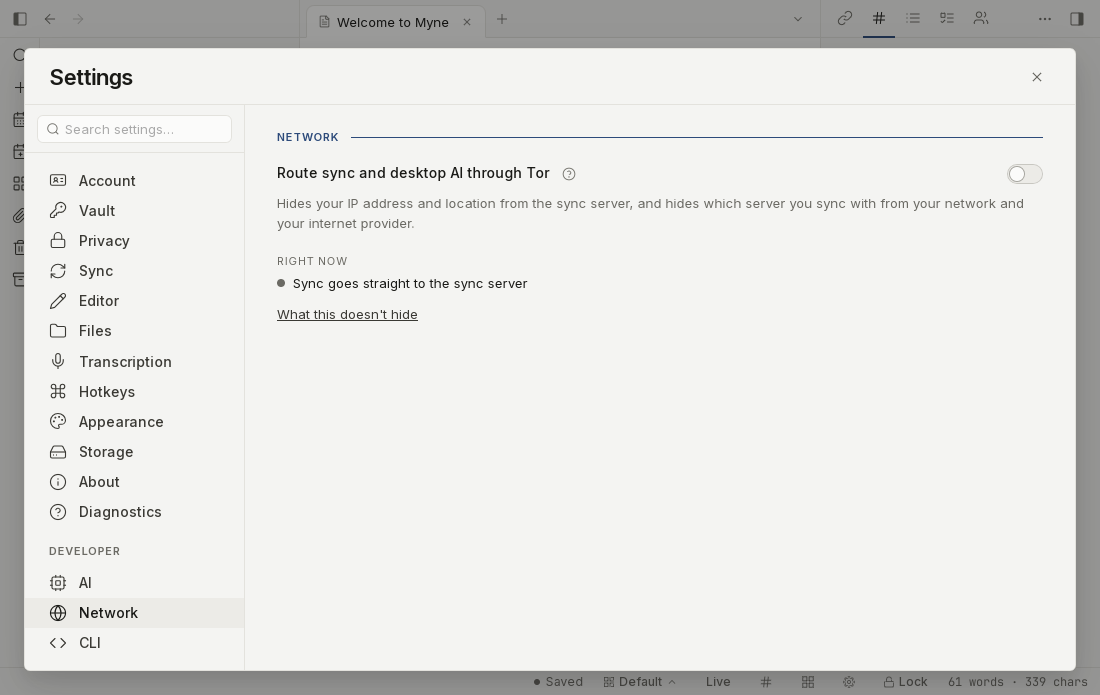 Welcome to Myne
Settings
Search settings...
Account
Vault
Privacy
Sync
Editor
Files
Transcription
Hotkeys
Appearance
Storage
About
Diagnostics
DEVELOPER
AI
Network
CLI
NETWORK
Route sync and desktop AI through Tor
Hides your IP address and location from the sync server, and hides which server you sync with from your network and
your internet provider.
RIGHT NOW
Sync goes straight to the sync server
What this doesn't hide
Saved
Default
Live
Lock
61 words · 339 chars